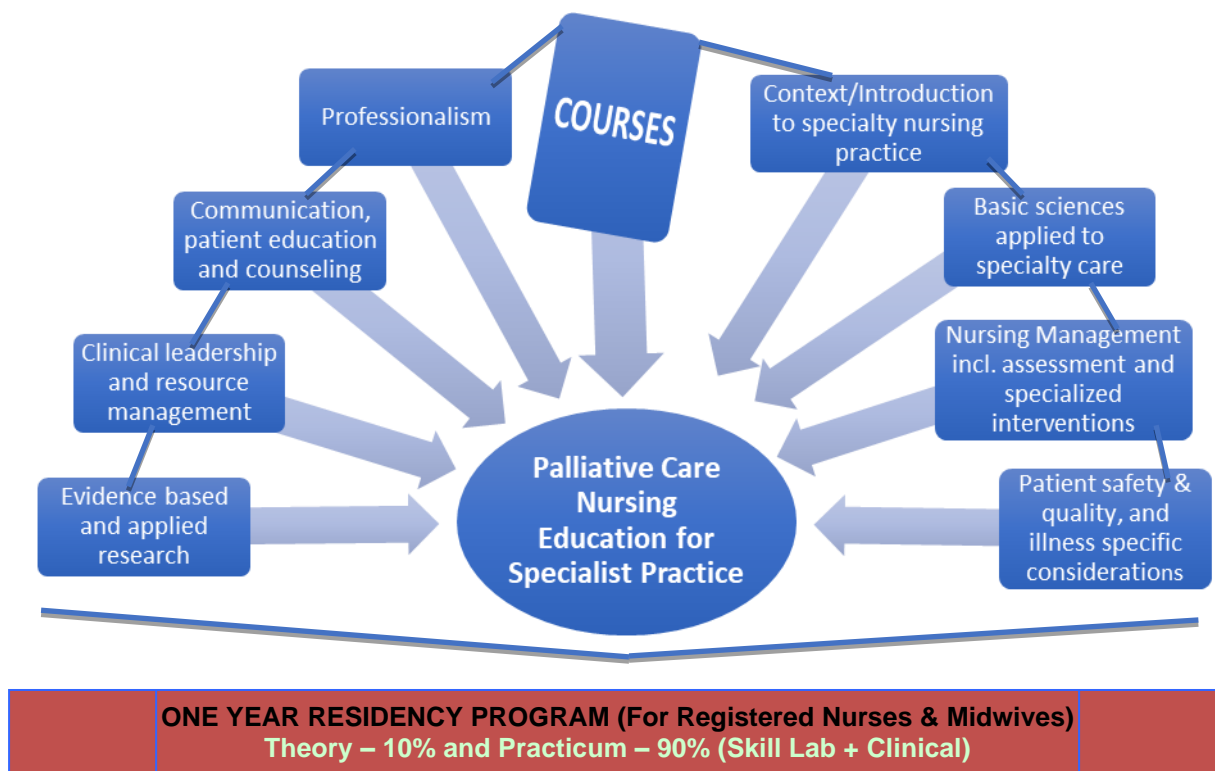 COURSES
Professionalism
Communication,
patient education
and counseling
Clinical leadership
and resource
management
Evidence based
and applied
research
Context/Introduction
to specialty nursing
practice
Basic sciences
applied to
specialty care
Nursing Management
incl. assessment and
specialized
interventions
Patient safety &
quality, and
illness specific
considerations
Palliative Care
Nursing
Education for
Specialist Practice
ONE YEAR RESIDENCY PROGRAM (For Registered Nurses & Midwives)
Theory – 10% and Practicum – 90% (Skill Lab + Clinical)